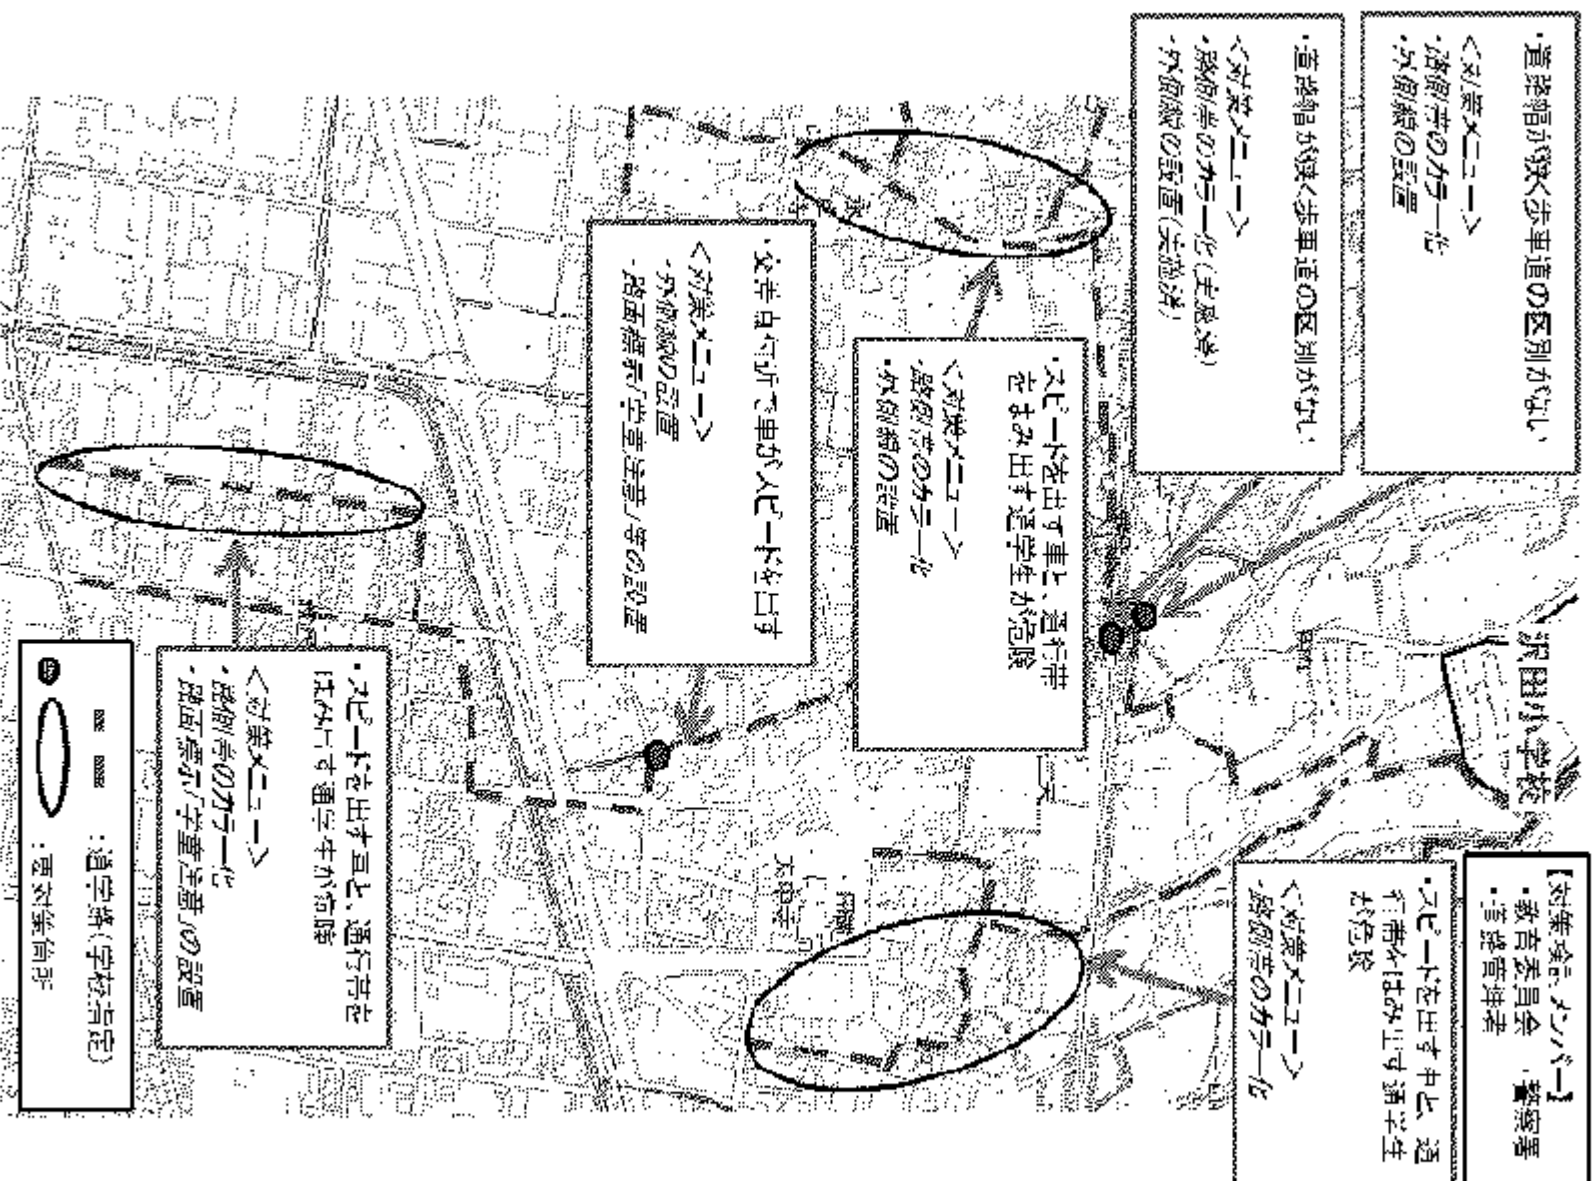 ・道路幅が狭く歩車道の区別がない
<対策メニュー>
・路側帯のカラー化
・外側線の設置
・道路幅が狭く歩車道の区別がない
<対策メニュー>
・路側帯のカラー化(実施済)
・外側線の設置(実施済)
・スピードを出す車と、通行帯
をはみ出す通学生が危険
<対策メニュー>
・路側帯のカラー化
・外側線の設置
・交差点付近で車がスピードを出す
<対策メニュー>
・外側線の設置
・路面標示「学童注意」等の設置
・スピードを出す車と、通行帯を
はみ出す通学生が危険
<対策メニュー>
・路側帯のカラー化
・路面標示「学童注意」の設置
沢田小学校
【対策検討メンバー】
・教育委員会 ・警察署
・道路管理者
・スピードを出す車と、通
行帯をはみ出す通学生
が危険
<対策メニュー>
・路側帯のカラー化
:通学路(学校指定)
:要対策箇所